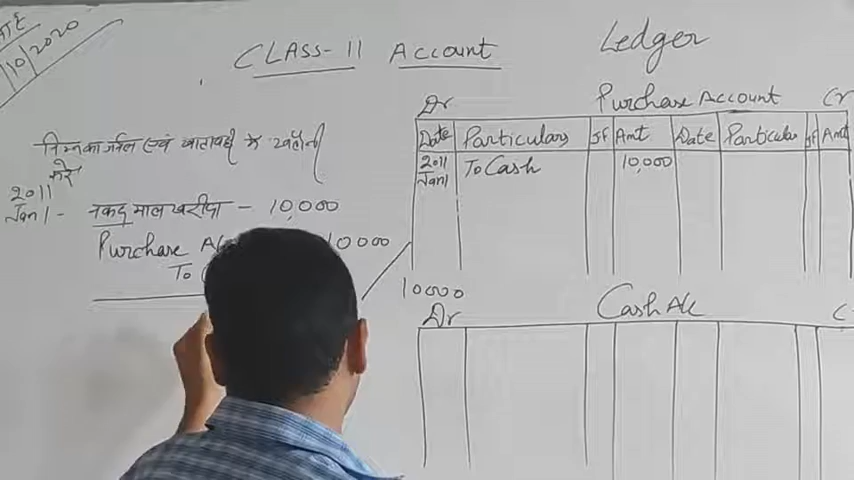 10/2020
CLASS-11 Account
Ledger
निम्न का जर्नल एवं खाताबही में खतौनी
करें
2011
Jan 1 - नकद माल खरीदा - 10,000
Purchase A/c 10000
To
10000
Dr Purchase Account Cr
Date Particulars JF Amt Date Particulars JF Amt
2011 To Cash 10,000
Jan 1
Dr Cash A/c